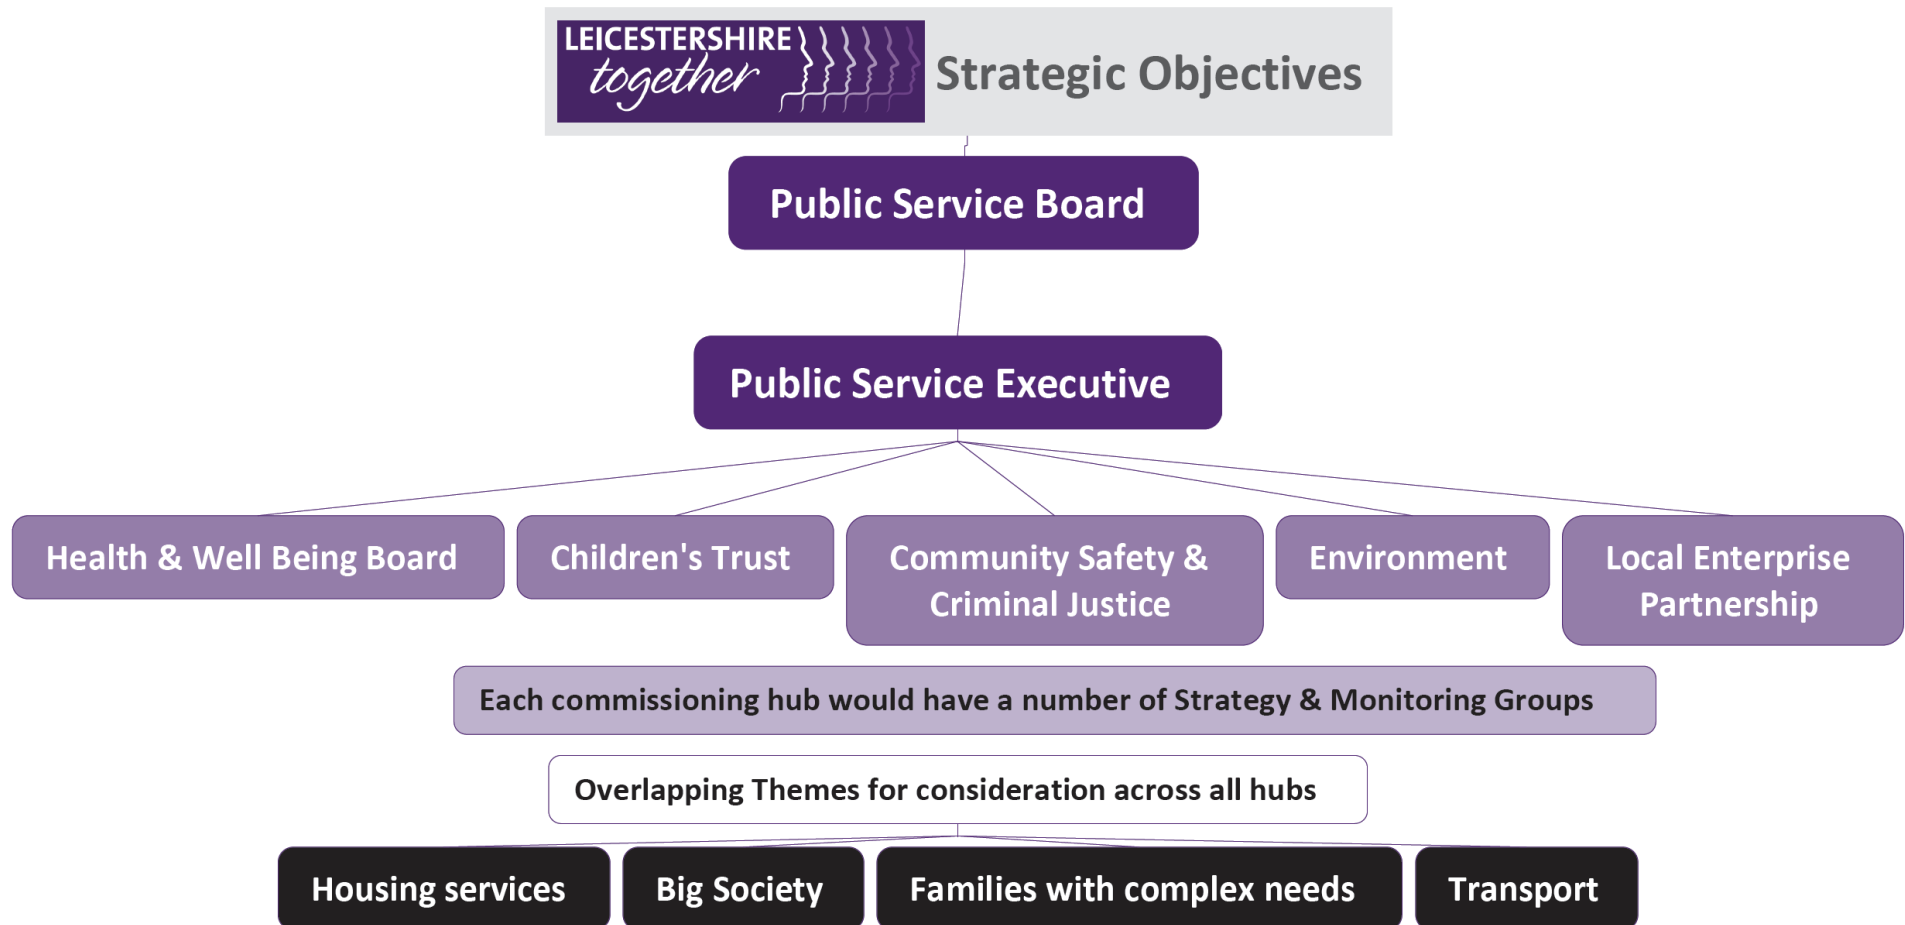 LEICESTERSHIRE
together
Strategic Objectives
Public Service Board
Public Service Executive
Health & Well Being Board
Children's Trust
Community Safety &
Criminal Justice
Environment
Local Enterprise
Partnership
Each commissioning hub would have a number of Strategy & Monitoring Groups
Overlapping Themes for consideration across all hubs
Housing services
Big Society
Families with complex needs
Transport